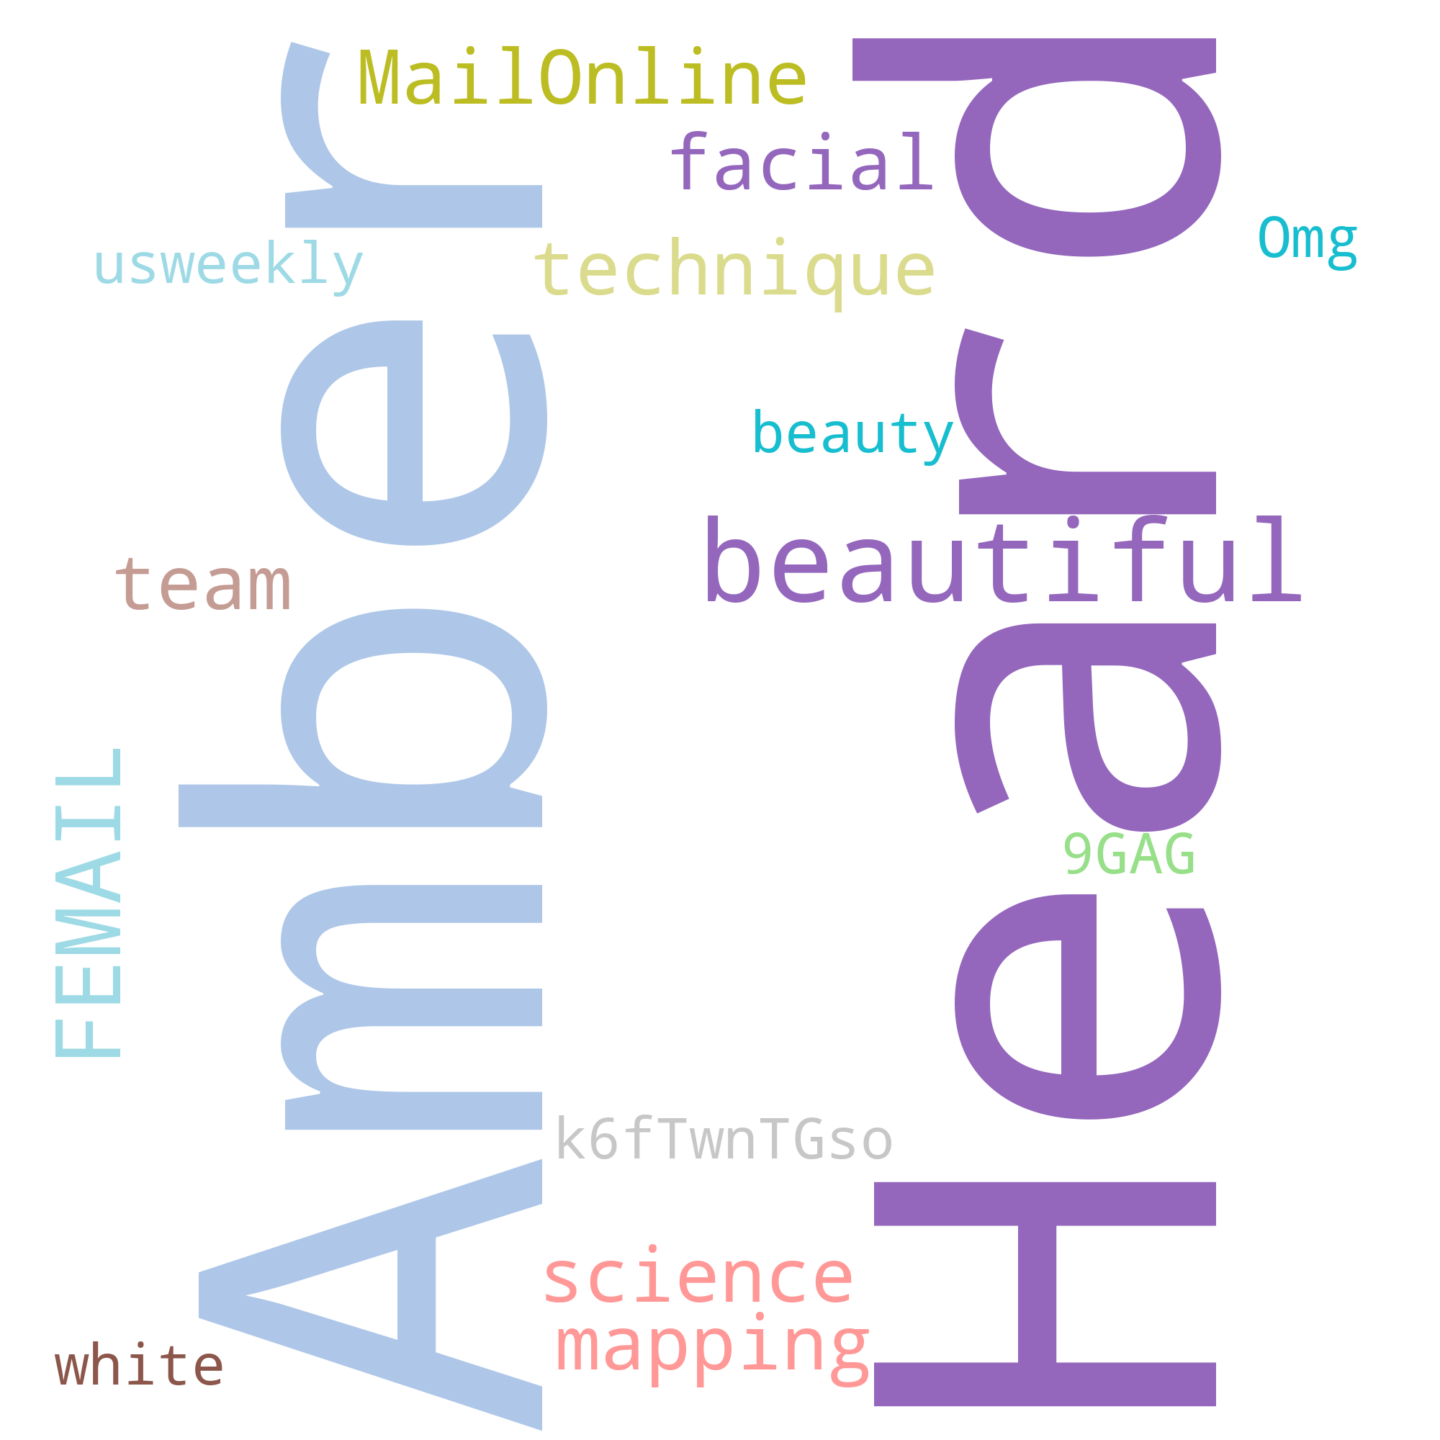 MailOnline
facial
Omg
usweekly
technique
beauty
beautiful
team
Amber
Heard
FEMAIL
9GAG
k6fTwnTGso
science
mapping
white